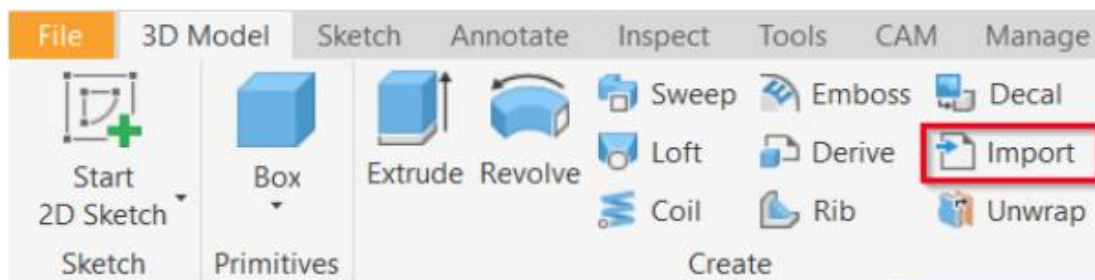 File 3D Model Sketch Annotate Inspect Tools CAM Manage
Start
2D Sketch
Box
Extrude
Revolve
Sweep
Loft
Coil
Emboss
Derive
Rib
Decal
Import
Unwrap
Sketch
Primitives
Create